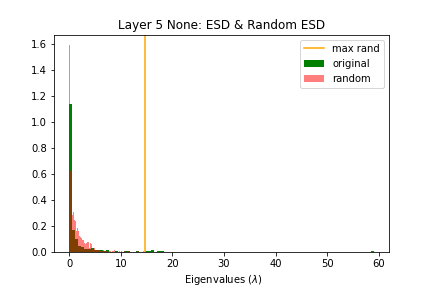 Layer 5 None: ESD & Random ESD
max rand
original
random
1.6
1.4
1.2
1.0
0.8
0.6
0.4
0.2
0.0
0 10 20 30 40 50 60
Eigenvalues (λ)